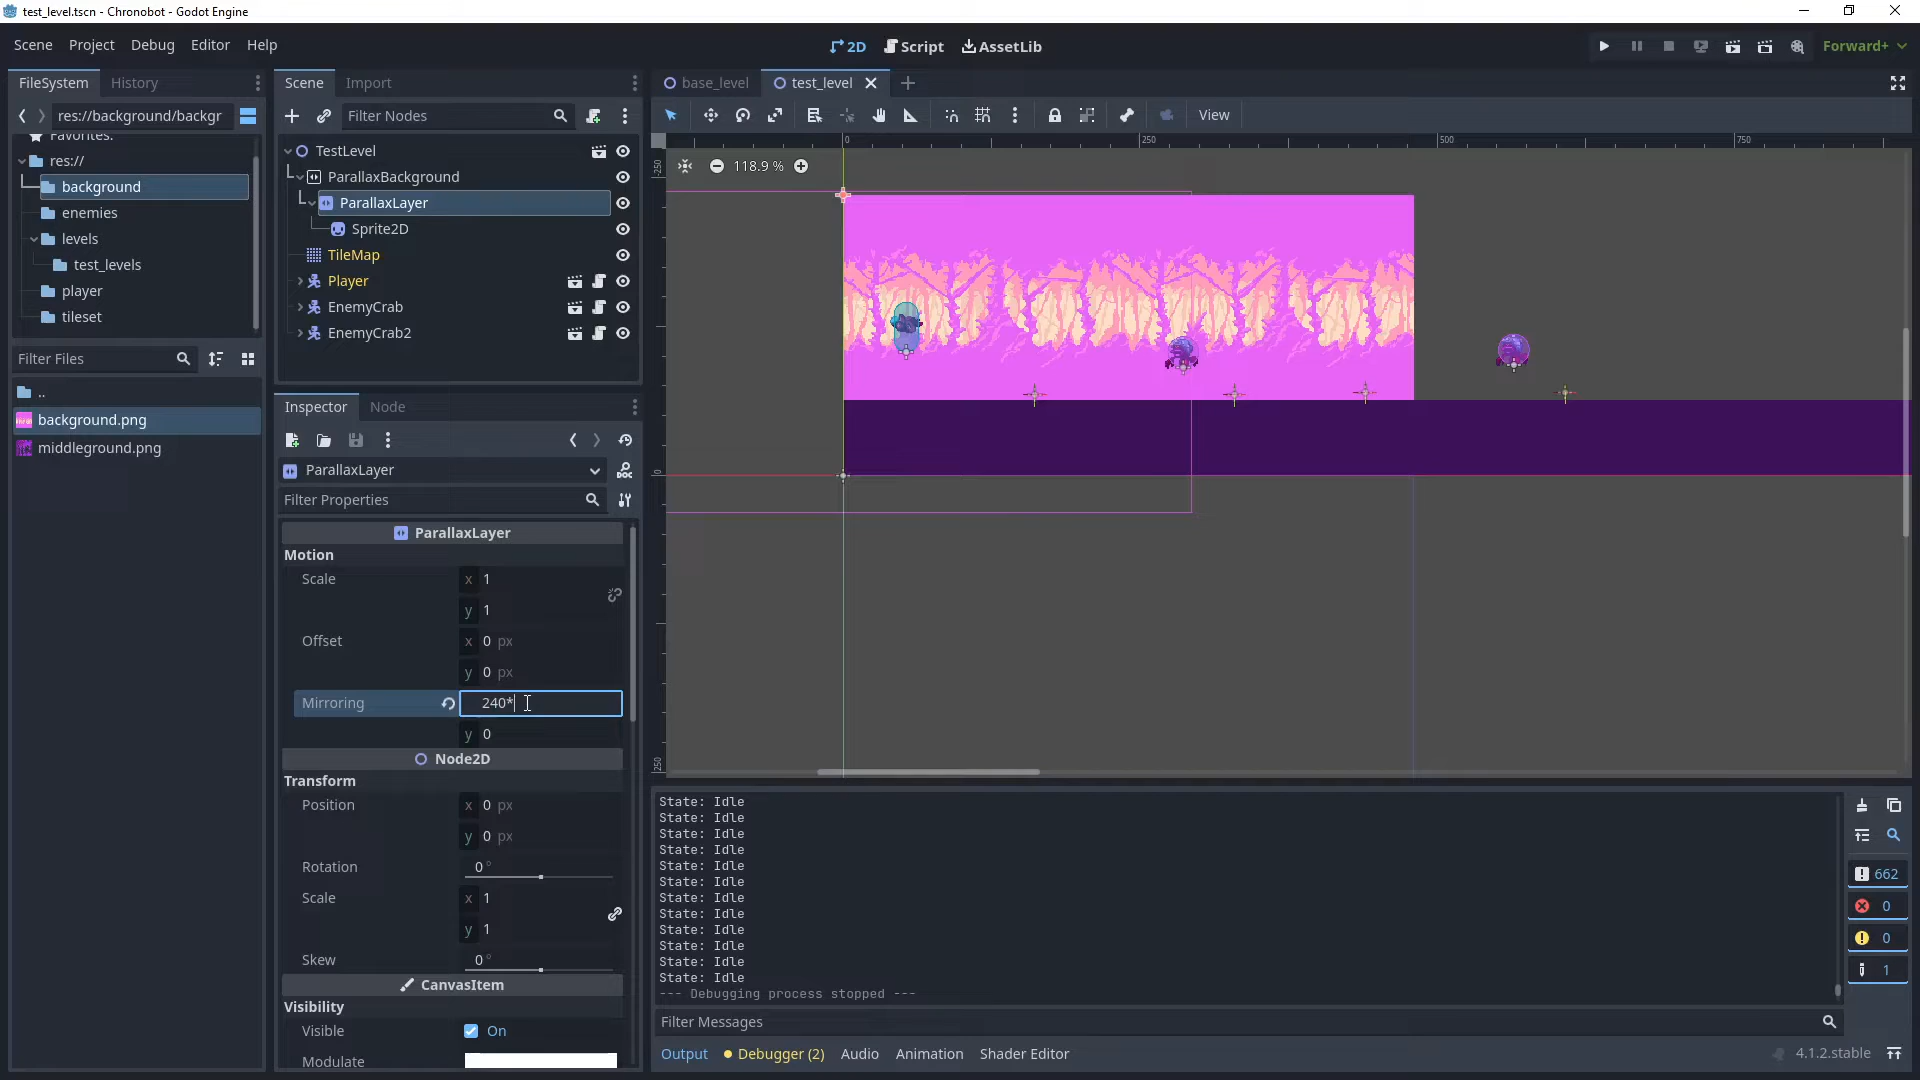 test_level.tscn - Chronobot - Godot Engine
Scene Project Debug Editor Help
2D Script AssetLib
Forward+
FileSystem History
res://background/backgr
Favorites:
res://
background
enemies
levels
test_levels
player
tileset
Filter Files
..
background.png
middleground.png
Scene Import
Filter Nodes
TestLevel
ParallaxBackground
ParallaxLayer
Sprite2D
TileMap
Player
EnemyCrab
EnemyCrab2
Inspector Node
ParallaxLayer
Filter Properties
ParallaxLayer
Motion
Scale x 1
y 1
Offset x 0 px
y 0 px
Mirroring 240*
y 0
Node2D
Transform
Position x 0 px
y 0 px
Rotation 0 °
Scale x 1
y 1
Skew 0 °
CanvasItem
Visibility
Visible On
Modulate
base_level test_level
View
0 250 500 750
-250
118.9 %
0
250
State: Idle
State: Idle
State: Idle
State: Idle
State: Idle
State: Idle
State: Idle
State: Idle
State: Idle
State: Idle
State: Idle
State: Idle
--- Debugging process stopped ---
662
0
0
1
Filter Messages
Output Debugger (2) Audio Animation Shader Editor
4.1.2.stable